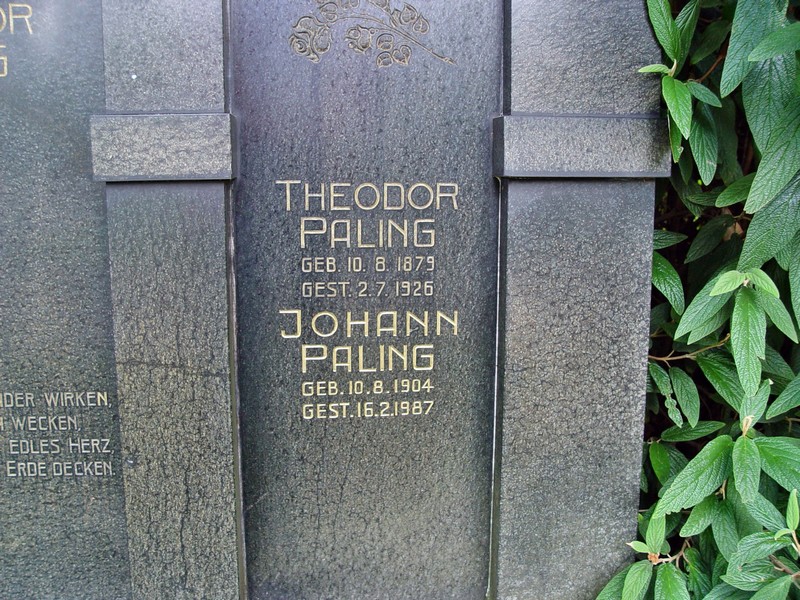 THEODOR
PALING
GEB. 10. 8. 1879
GEST. 2. 7. 1926
JOHANN
PALING
GEB. 10. 8. 1904
GEST. 16. 2. 1987
WIRKEN,
WECKEN,
EDLES HERZ,
ERDE DECKEN.